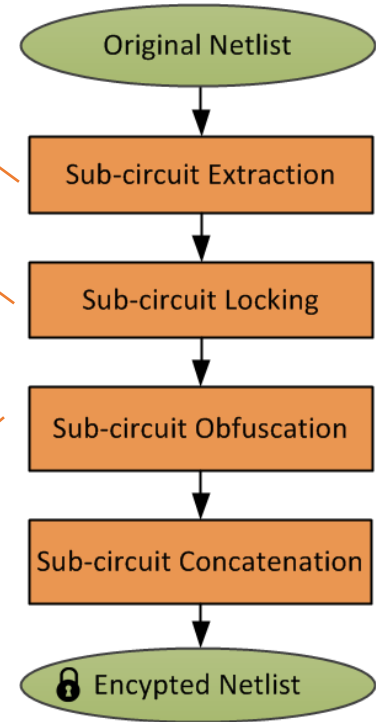 Original Netlist
Sub-circuit Extraction
Sub-circuit Locking
Sub-circuit Obfuscation
Sub-circuit Concatenation
Encypted Netlist